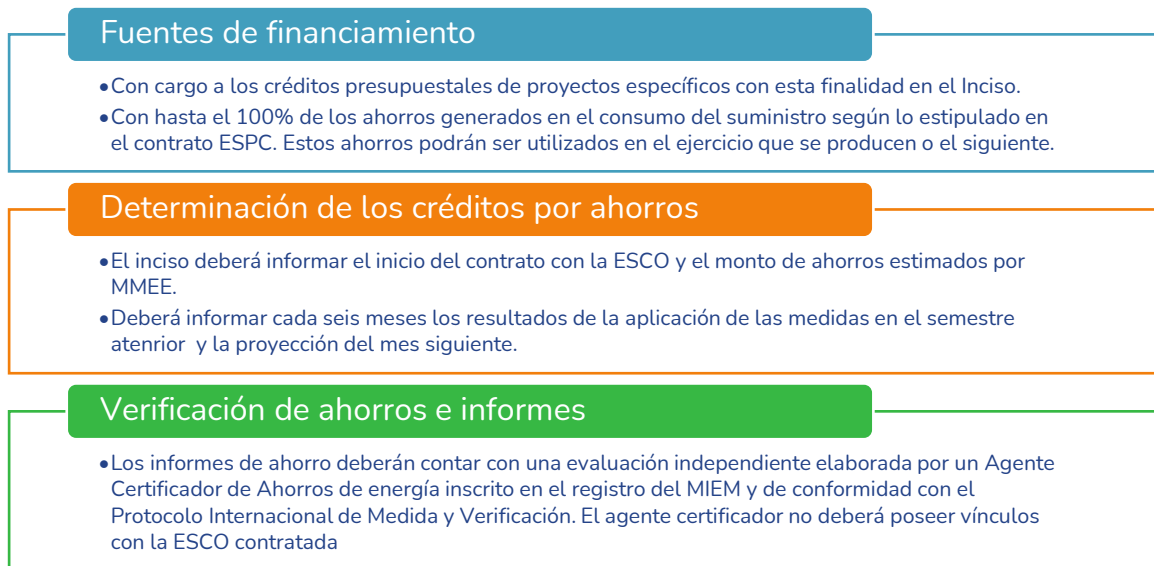 Fuentes de financiamiento
•Con cargo a los créditos presupuestales de proyectos específicos con esta finalidad en el Inciso.
•Con hasta el 100% de los ahorros generados en el consumo del suministro según lo estipulado en
el contrato ESPC. Estos ahorros podrán ser utilizados en el ejercicio que se producen o el siguiente.
Determinación de los créditos por ahorros
•El inciso deberá informar el inicio del contrato con la ESCO y el monto de ahorros estimados por
MMEE.
•Deberá informar cada seis meses los resultados de la aplicación de las medidas en el semestre
atenrior y la proyección del mes siguiente.
Verificación de ahorros e informes
•Los informes de ahorro deberán contar con una evaluación independiente elaborada por un Agente
Certificador de Ahorros de energía inscrito en el registro del MIEM y de conformidad con el
Protocolo Internacional de Medida y Verificación. El agente certificador no deberá poseer vínculos
con la ESCO contratada